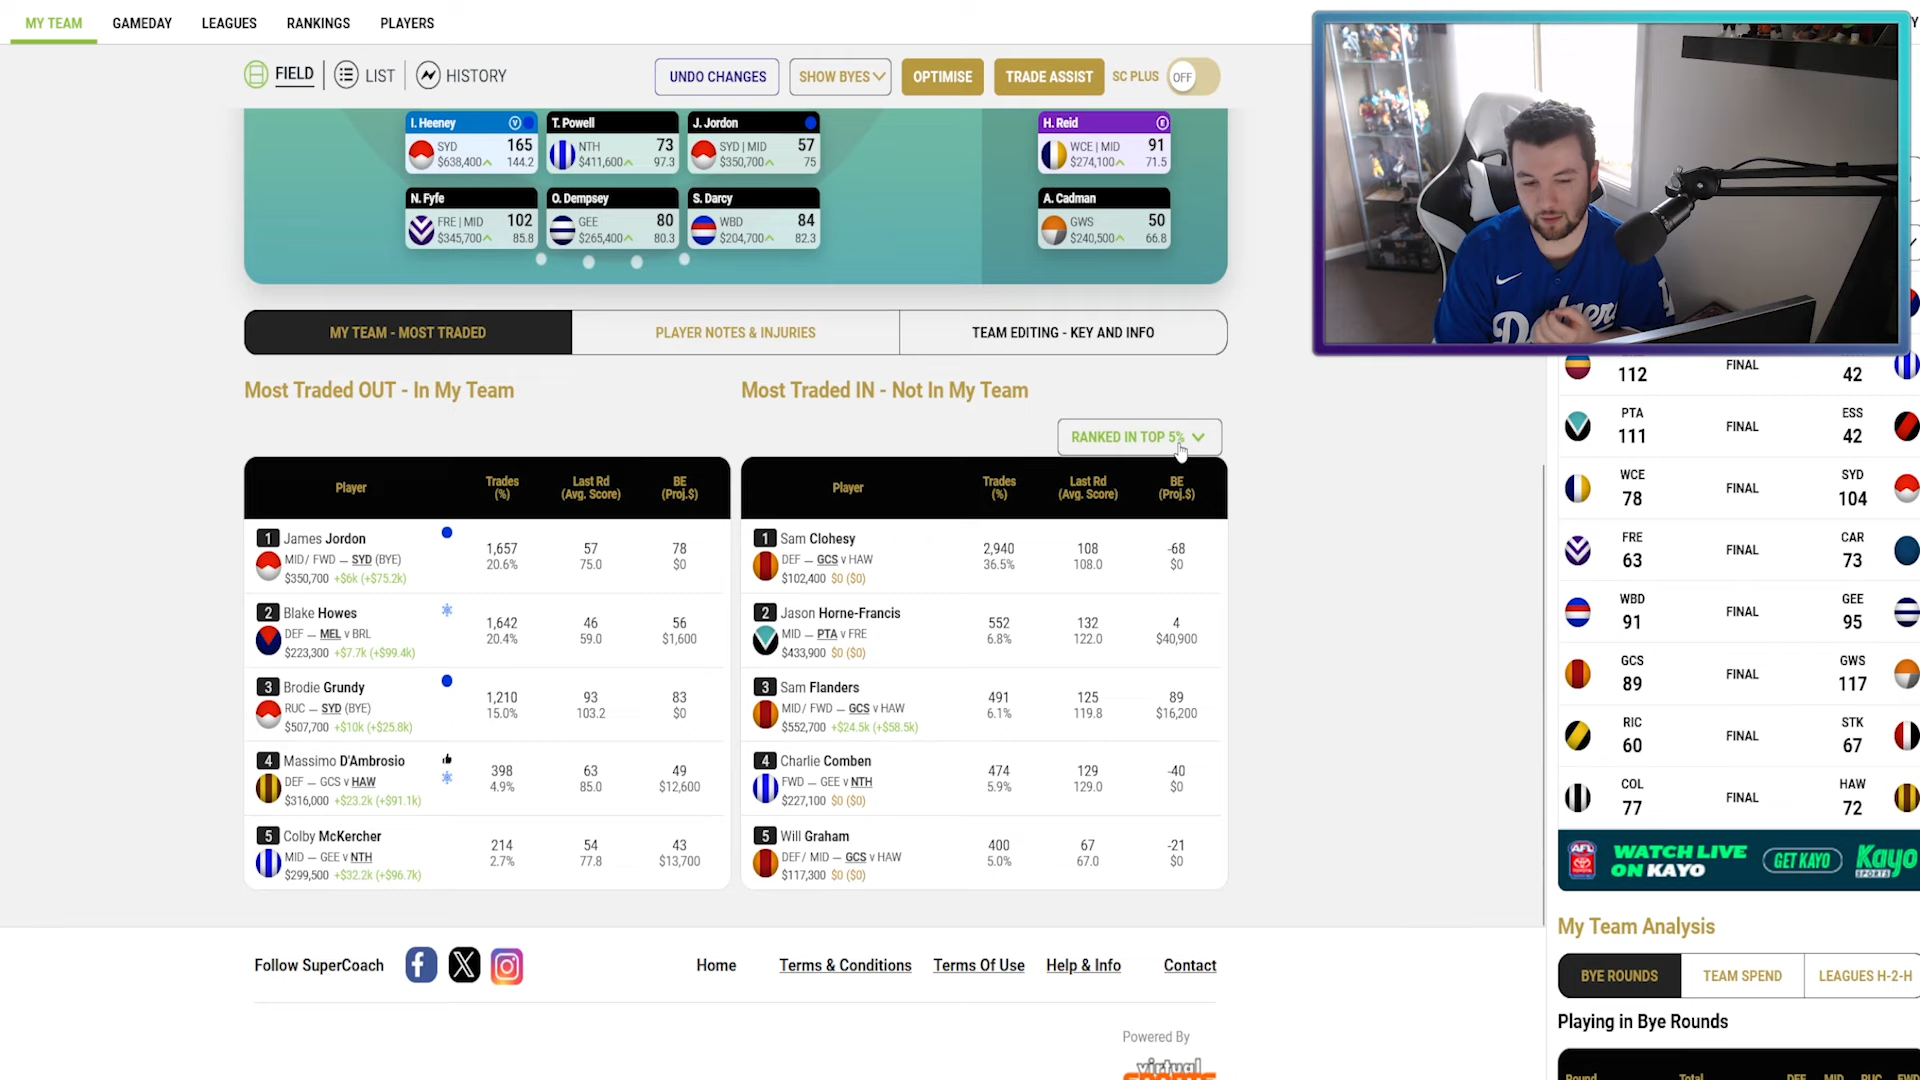 MY TEAM GAMEDAY LEAGUES RANKINGS PLAYERS
FIELD LIST HISTORY UNDO CHANGES SHOW BYES OPTIMISE TRADE ASSIST SC PLUS OFF
I. Heeney V
SYD 165
$638,400 144.2
T. Powell
NTH 73
$411,600 97.3
J. Jordon
SYD | MID 57
$350,700 75
H. Reid E
WCE | MID 91
$274,100 71.5
N. Fyfe
FRE | MID 102
$345,700 85.8
O. Dempsey
GEE 80
$265,400 80.3
S. Darcy
WBD 84
$204,700 82.3
A. Cadman
GWS 50
$240,500 66.8
MY TEAM - MOST TRADED PLAYER NOTES & INJURIES TEAM EDITING - KEY AND INFO
Most Traded OUT - In My Team
Player Trades (%) Last Rd (Avg. Score) BE (Proj.$)
1 James Jordon
MID/ FWD — SYD (BYE)
$350,700 +$6k (+$75.2k)
1,657 57 78
20.6% 75.0 $0
2 Blake Howes
DEF — MEL v BRL
$223,300 +$7.7k (+$99.4k)
1,642 46 56
20.4% 59.0 $1,600
3 Brodie Grundy
RUC — SYD (BYE)
$507,700 +$10k (+$25.8k)
1,210 93 83
15.0% 103.2 $0
4 Massimo D'Ambrosio
DEF — GCS v HAW
$316,000 +$23.2k (+$91.1k)
398 63 49
4.9% 85.0 $12,600
5 Colby McKercher
MID — GEE v NTH
$299,500 +$32.2k (+$96.7k)
214 54 43
2.7% 77.8 $13,700
Most Traded IN - Not In My Team
RANKED IN TOP 5%
Player Trades (%) Last Rd (Avg. Score) BE (Proj.$)
1 Sam Clohesy
DEF — GCS v HAW
$102,400 $0 ($0)
2,940 108 -68
36.5% 108.0 $0
2 Jason Horne-Francis
MID — PTA v FRE
$433,900 $0 ($0)
552 132 4
6.8% 122.0 $40,900
3 Sam Flanders
MID/ FWD — GCS v HAW
$552,700 +$24.5k (+$58.5k)
491 125 89
6.1% 119.8 $16,200
4 Charlie Comben
FWD — GEE v NTH
$227,100 $0 ($0)
474 129 -40
5.9% 129.0 $0
5 Will Graham
DEF/ MID — GCS v HAW
$117,300 $0 ($0)
400 67 -21
5.0% 67.0 $0
112 FINAL 42
PTA ESS
111 FINAL 42
WCE SYD
78 FINAL 104
FRE CAR
63 FINAL 73
WBD GEE
91 FINAL 95
GCS GWS
89 FINAL 117
RIC STK
60 FINAL 67
COL HAW
77 FINAL 72
AFL WATCH LIVE ON KAYO GET KAYO Kayo SPORTS
My Team Analysis
BYE ROUNDS TEAM SPEND LEAGUES H-2-H
Playing in Bye Rounds
Round Total DEF MID RUC FWD
Follow SuperCoach Home Terms & Conditions Terms Of Use Help & Info Contact
Powered By
virtual
SPORTS
Dodgers